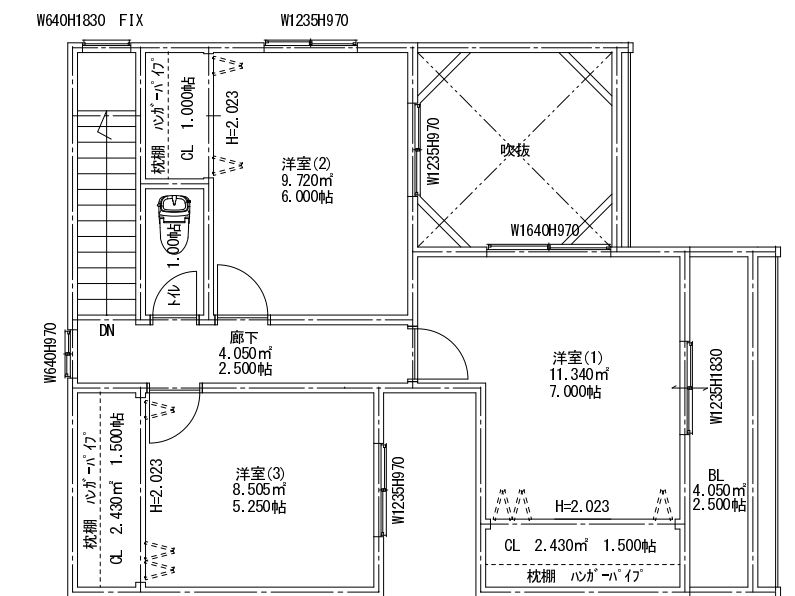 W640H1830 FIX
W1235H970
枕棚 ﾊﾝｶﾞｰﾊﾟｲﾌﾟ
CL 1.000帖
H=2.023
洋室(2)
9.720㎡
6.000帖
W1235H970
吹抜
W1640H970
1.00帖
ﾄｲﾚ
DN
W640H970
廊下
4.050㎡
2.500帖
洋室(1)
11.340㎡
7.000帖
W1235H1830
枕棚 ﾊﾝｶﾞｰﾊﾟｲﾌﾟ
CL 2.430㎡ 1.500帖
H=2.023
洋室(3)
8.505㎡
5.250帖
W1235H970
H=2.023
BL
4.050㎡
2.500帖
CL 2.430㎡ 1.500帖
枕棚 ﾊﾝｶﾞｰﾊﾟｲﾌﾟ